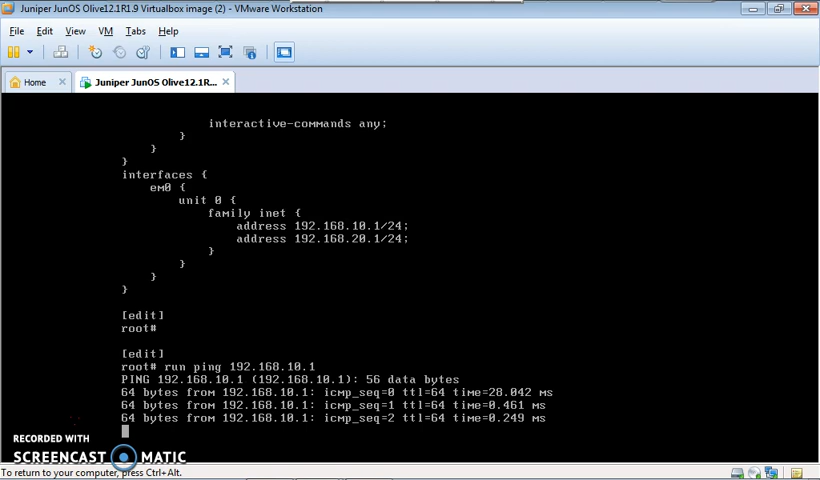 Juniper JunOS Olive12.1R1.9 Virtualbox image (2) - VMware Workstation
File Edit View VM Tabs Help
Home Juniper JunOS Olive12.1R...
interactive-commands any;
}
}
}
interfaces {
em0 {
unit 0 {
family inet {
address 192.168.10.1/24;
address 192.168.20.1/24;
}
}
}
}
[edit]
root#
[edit]
root# run ping 192.168.10.1
PING 192.168.10.1 (192.168.10.1): 56 data bytes
64 bytes from 192.168.10.1: icmp_seq=0 ttl=64 time=28.042 ms
64 bytes from 192.168.10.1: icmp_seq=1 ttl=64 time=0.461 ms
64 bytes from 192.168.10.1: icmp_seq=2 ttl=64 time=0.249 ms
RECORDED WITH
SCREENCAST MATIC
To return to your computer, press Ctrl+Alt.